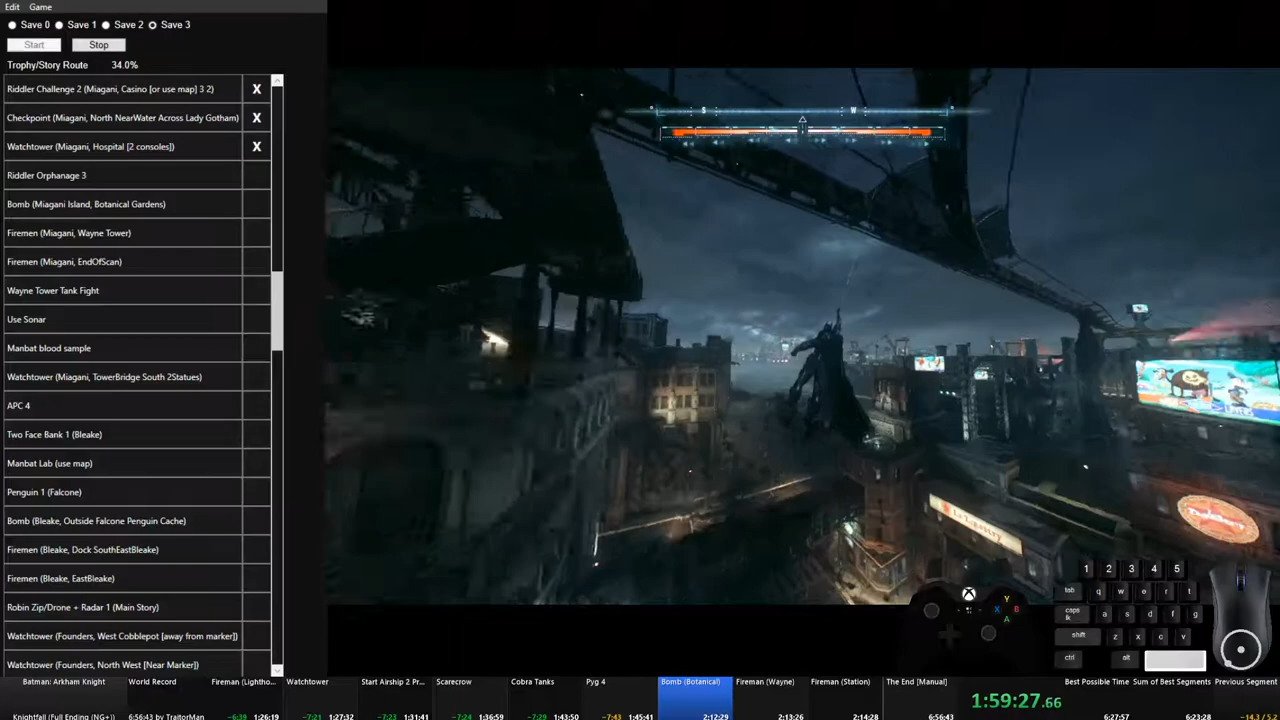 Edit Game
Save 0 Save 1 Save 2 Save 3
Start Stop
Trophy/Story Route 34.0%
Riddler Challenge 2 (Miagani, Casino [or use map] 3 2) X
Checkpoint (Miagani, North NearWater Across Lady Gotham) X
Watchtower (Miagani, Hospital [2 consoles]) X
Riddler Orphanage 3
Bomb (Miagani Island, Botanical Gardens)
Firemen (Miagani, Wayne Tower)
Firemen (Miagani, EndOfScan)
Wayne Tower Tank Fight
Use Sonar
Manbat blood sample
Watchtower (Miagani, TowerBridge South 2Statues)
APC 4
Two Face Bank 1 (Bleake)
Manbat Lab (use map)
Penguin 1 (Falcone)
Bomb (Bleake, Outside Falcone Penguin Cache)
Firemen (Bleake, Dock SouthEastBleake)
Firemen (Bleake, EastBleake)
Robin Zip/Drone + Radar 1 (Main Story)
Watchtower (Founders, West Cobblepot [away from marker])
Watchtower (Founders, North West [Near Marker])
S W
Y
X B
A
1 2 3 4 5
tab q w e r t
caps lk a s d f g
shift z x c v
ctrl alt
Batman: Arkham Knight World Record Fireman (Lightho... Watchtower Start Airship 2 Pr... Scarecrow Cobra Tanks Pyg 4 Bomb (Botanical) Fireman (Wayne) Fireman (Station) The End [Manual] 1:59:27.66 Best Possible Time Sum of Best Segments Previous Segment
Knightfall (Full Ending (NG+)) 6:56:43 by TraitorMan -6:39 1:26:19 -7:21 1:27:32 -7:23 1:31:41 -7:24 1:36:59 -7:29 1:43:50 -7:43 1:45:41 2:12:29 2:13:26 2:14:28 6:56:43 6:27:57 6:23:28 -14.3 /